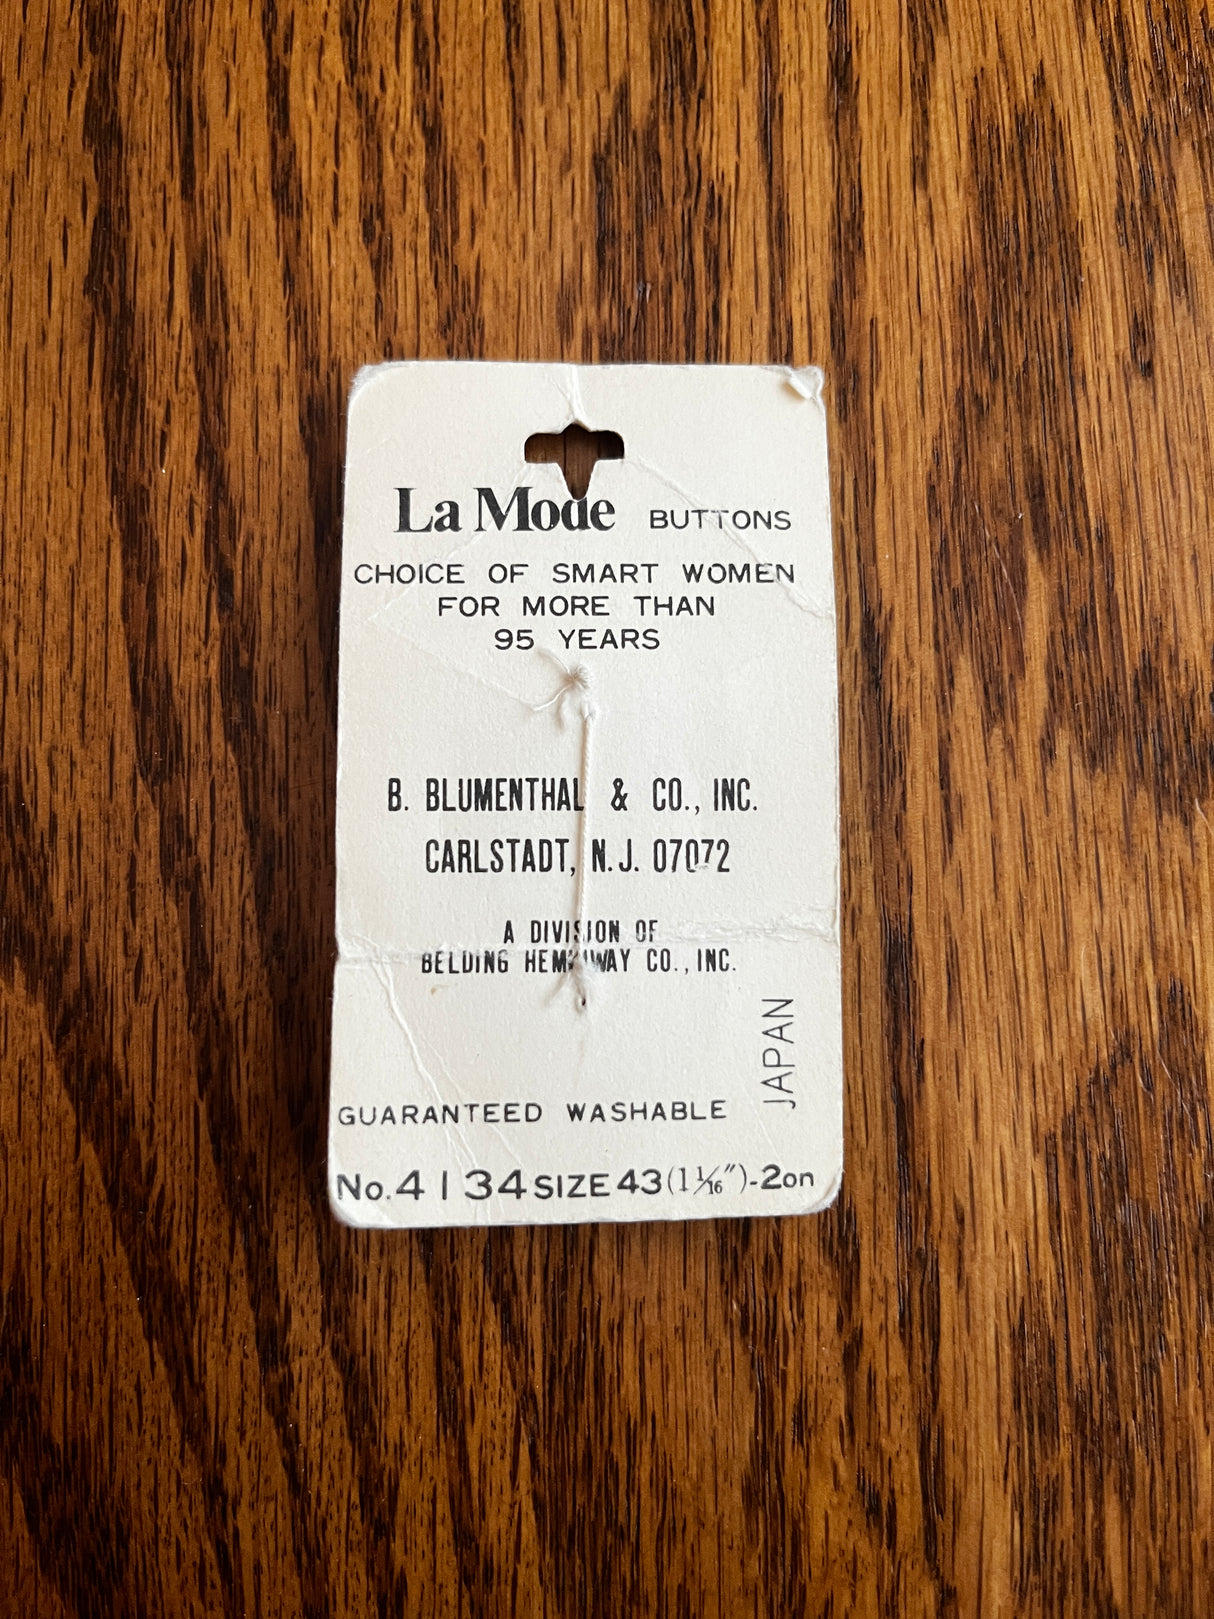 La Mode BUTTONS
CHOICE OF SMART WOMEN
FOR MORE THAN
95 YEARS
B. BLUMENTHAL & CO., INC.
CARLSTADT, N.J. 07072
A DIVISION OF
BELDING HEMINWAY CO., INC.
JAPAN
GUARANTEED WASHABLE
No. 4134 SIZE 43 (1 1/16")-2on